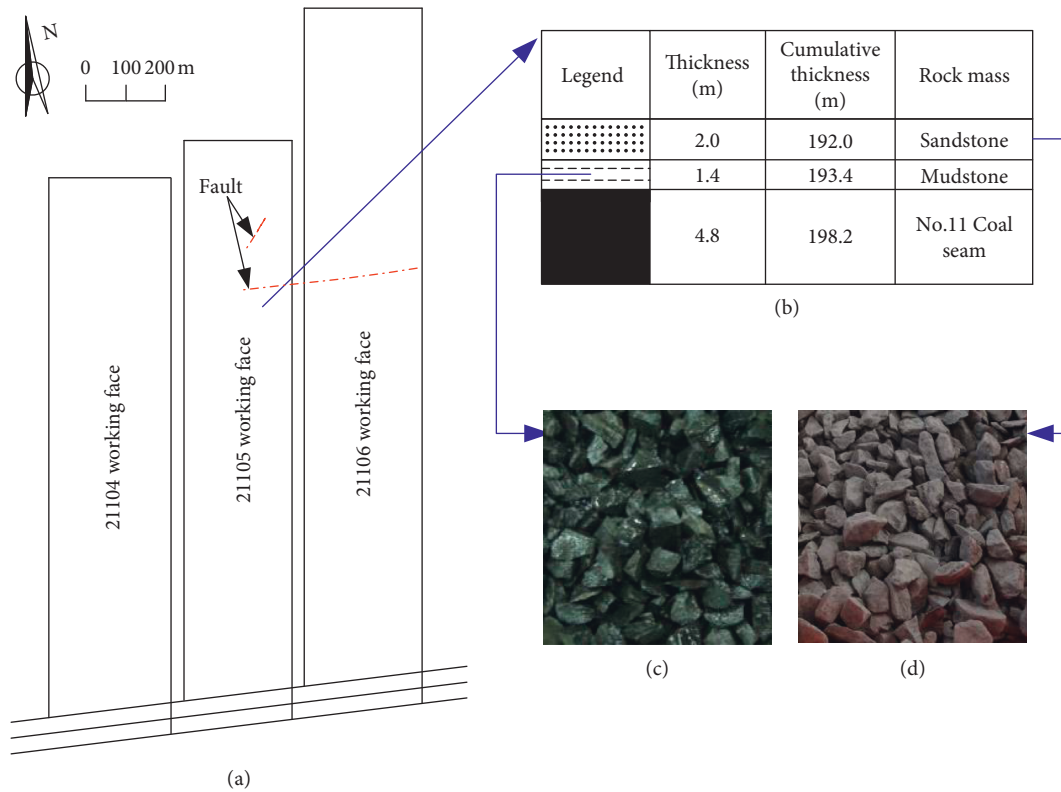 N
0 100 200 m
Fault
21104 working face
21105 working face
21106 working face
(a)
Legend
Thickness
(m)
Cumulative
thickness
(m)
Rock mass
2.0
192.0
Sandstone
1.4
193.4
Mudstone
4.8
198.2
No.11 Coal
seam
(b)
(c)
(d)